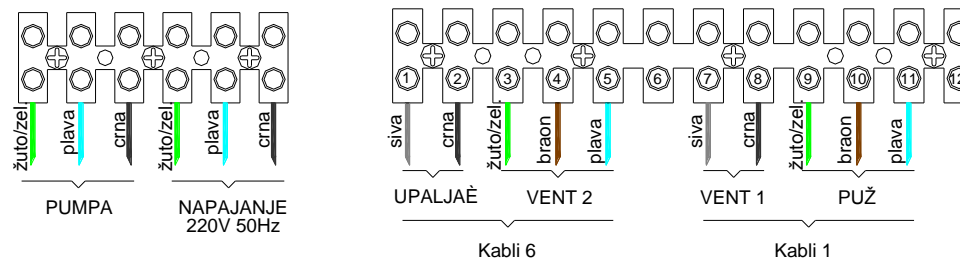 1 2 3 4 5 6 7 8 9 10 11 12
žuto/zel. plava crna žuto/zel. plava crna
siva crna žuto/zel. braon plava siva crna žuto/zel. braon plava
PUMPA
NAPAJANJE
220V 50Hz
UPALJAÈ
VENT 2
VENT 1
PUŽ
Kabli 6
Kabli 1